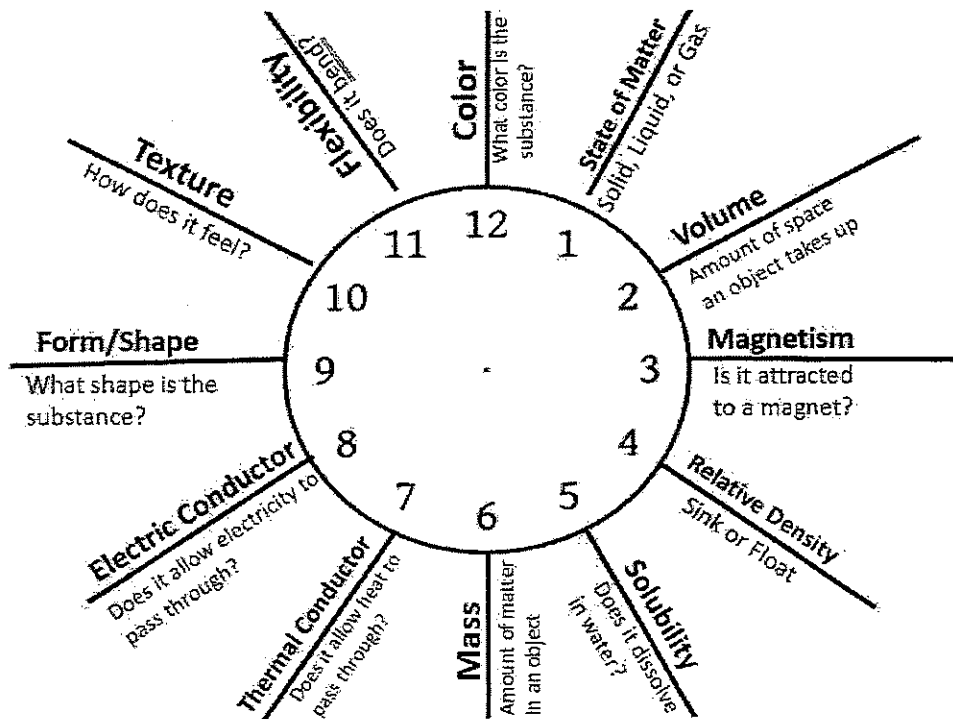 Color
What color is the
substance?
State of Matter
Solid, Liquid, or Gas
Volume
Amount of space
an object takes up
Magnetism
Is it attracted
to a magnet?
Relative Density
Sink or Float
Solubility
Does it dissolve
in water?
Mass
Amount of matter
In an object
Thermal Conductor
Does it allow heat to
pass through?
Electric Conductor
Does it allow electricity to
pass through?
Form/Shape
What shape is the
substance?
Texture
How does it feel?
Flexibility
Does it bend?
12
1
2
3
4
5
6
7
8
9
10
11